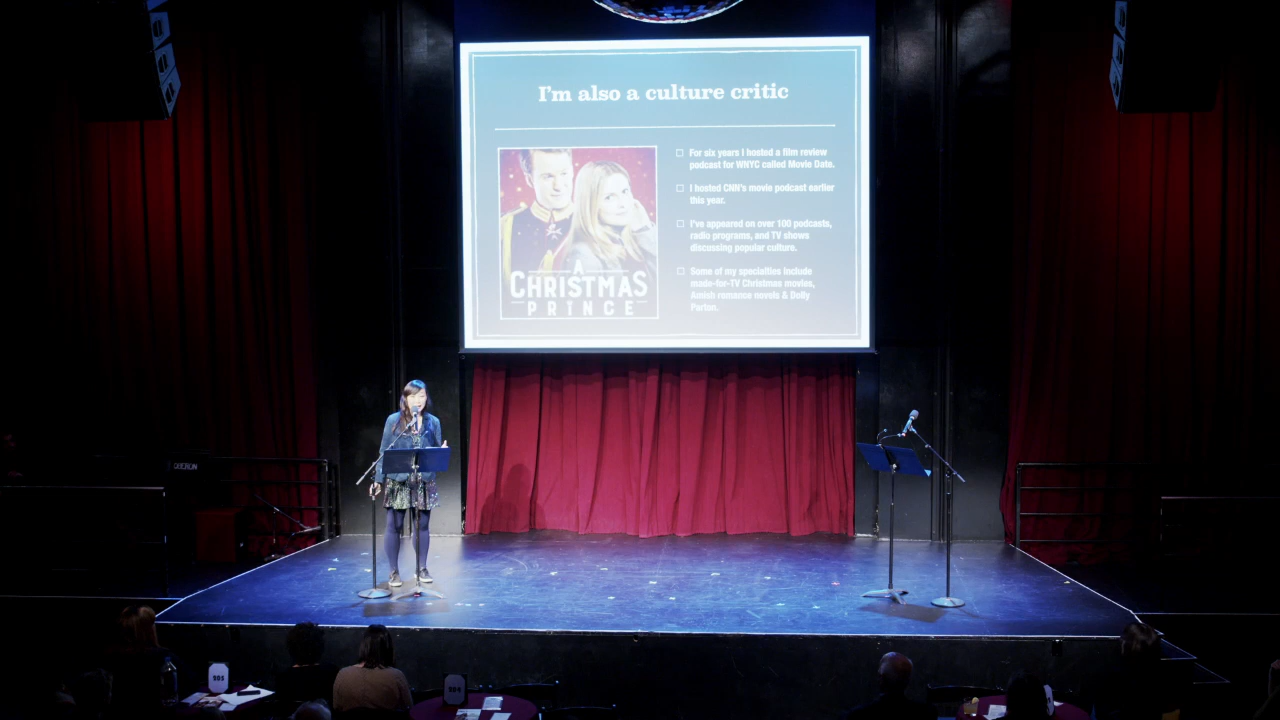 I'm also a culture critic
For six years I hosted a film review
podcast for WNYC called Movie Date.
I hosted CNN's movie podcast earlier
this year.
I've appeared on over 100 podcasts,
radio programs, and TV shows
discussing popular culture.
Some of my specialties include
made-for-TV Christmas movies,
Amish romance novels & Dolly
Parton.
A
CHRISTMAS
PRINCE
OBERON